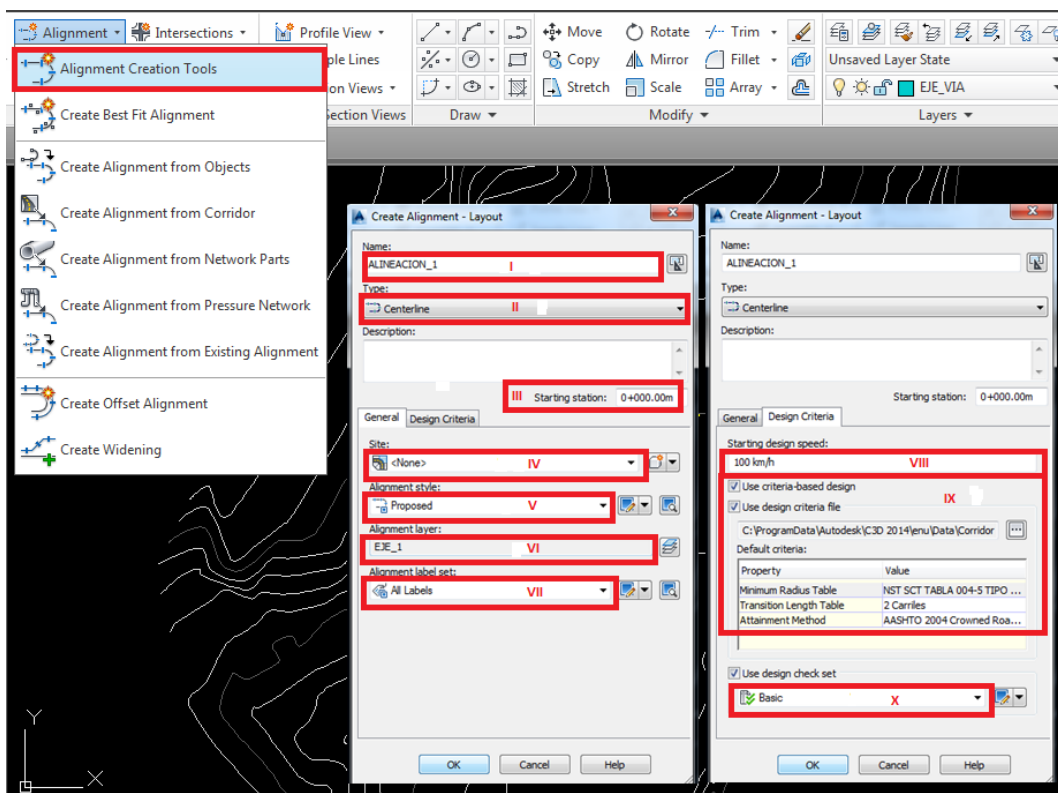 Alignment
Intersections
Profile View
Move
Rotate
Trim
ple Lines
Copy
Mirror
Fillet
Unsaved Layer State
on Views
Stretch
Scale
Array
EJE_VIA
Section Views
Draw
Modify
Layers
Alignment Creation Tools
Create Best Fit Alignment
Create Alignment from Objects
Create Alignment from Corridor
Create Alignment from Network Parts
Create Alignment from Pressure Network
Create Alignment from Existing Alignment
Create Offset Alignment
Create Widening
Create Alignment - Layout
Name:
ALINEACION_1 I
Type:
Centerline II
Description:
III Starting station: 0+000.00m
General Design Criteria
Site:
<None> IV
Alignment style:
Proposed V
Alignment layer:
EJE_1 VI
Alignment label set:
All Labels VII
OK Cancel Help
Create Alignment - Layout
Name:
ALINEACION_1
Type:
Centerline
Description:
Starting station: 0+000.00m
General Design Criteria
Starting design speed:
100 km/h VIII
Use criteria-based design
IX
Use design criteria file
C:\ProgramData\Autodesk\C3D 2014\enu\Data\Corridor ...
Default criteria:
Property Value
Minimum Radius Table NST SCT TABLA 004-5 TIPO ...
Transition Length Table 2 Carriles
Attainment Method AASHTO 2004 Crowned Roa...
Use design check set
Basic X
OK Cancel Help
Y
X